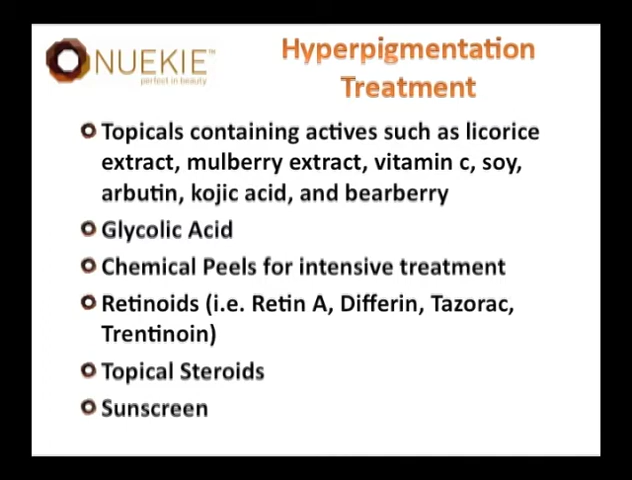 NUEKIE™
perfect in beauty
Hyperpigmentation
Treatment
Topicals containing actives such as licorice
extract, mulberry extract, vitamin c, soy,
arbutin, kojic acid, and bearberry
Glycolic Acid
Chemical Peels for intensive treatment
Retinoids (i.e. Retin A, Differin, Tazorac,
Trentinoin)
Topical Steroids
Sunscreen